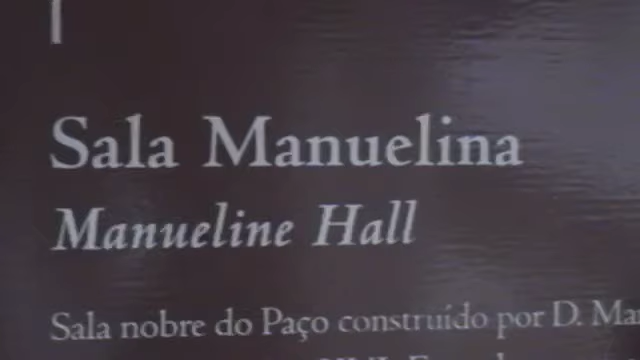 Sala Manuelina
Manueline Hall
Sala nobre do Paço construído por D.